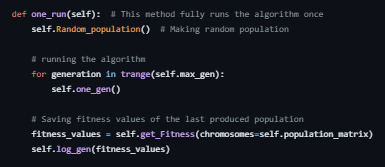 def one_run(self):  # This method fully runs the algorithm once
    self.Random_population()  # Making random population
    # running the algorithm
    for generation in trange(self.max_gen):
        self.one_gen()
    # Saving fitness values of the last produced population
    fitness_values = self.get_Fitness(chromosomes=self.population_matrix)
    self.log_gen(fitness_values)